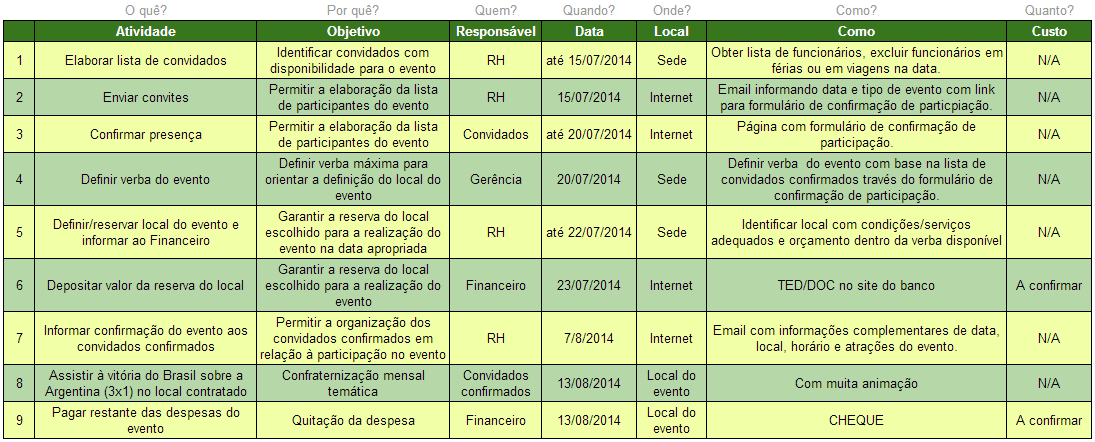 O quê? Por quê? Quem? Quando? Onde? Como? Quanto?
Atividade Objetivo Responsável Data Local Como Custo
1 Elaborar lista de convidados Identificar convidados com disponibilidade para o evento RH até 15/07/2014 Sede Obter lista de funcionários, excluir funcionários em férias ou em viagens na data. N/A
2 Enviar convites Permitir a elaboração da lista de participantes do evento RH 15/07/2014 Internet Email informando data e tipo de evento com link para formulário de confirmação de particpiação. N/A
3 Confirmar presença Permitir a elaboração da lista de participantes do evento Convidados até 20/07/2014 Internet Página com formulário de confirmação de participação. N/A
4 Definir verba do evento Definir verba máxima para orientar a definição do local do evento Gerência 20/07/2014 Sede Definir verba  do evento com base na lista de convidados confirmados través do formulário de confirmação de participação. N/A
5 Definir/reservar local do evento e informar ao Financeiro Garantir a reserva do local escolhido para a realização do evento na data apropriada RH até 22/07/2014 Sede Identificar local com condições/serviços adequados e orçamento dentro da verba disponível N/A
6 Depositar valor da reserva do local Garantir a reserva do local escolhido para a realização do evento Financeiro 23/07/2014 Internet TED/DOC no site do banco A confirmar
7 Informar confirmação do evento aos convidados confirmados Permitir a organização dos convidados confirmados em relação à participação no evento RH 7/8/2014 Internet Email com informações complementares de data, local, horário e atrações do evento. N/A
8 Assistir à vitória do Brasil sobre a Argentina (3x1) no local contratado Confraternização mensal temática Convidados confirmados 13/08/2014 Local do evento Com muita animação N/A
9 Pagar restante das despesas do evento Quitação da despesa Financeiro 13/08/2014 Local do evento CHEQUE A confirmar